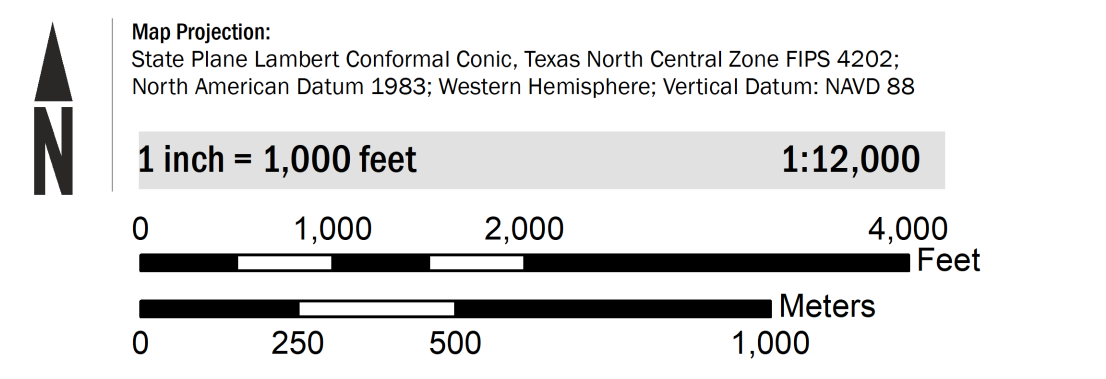 N
Map Projection:
State Plane Lambert Conformal Conic, Texas North Central Zone FIPS 4202;
North American Datum 1983; Western Hemisphere; Vertical Datum: NAVD 88
1 inch = 1,000 feet 1:12,000
0 1,000 2,000 4,000
Feet
Meters
0 250 500 1,000